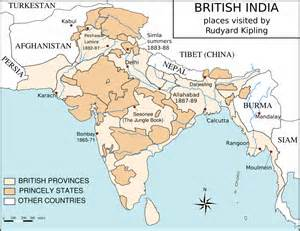 BRITISH INDIA
places visited by
Rudyard Kipling
TURKESTAN
Kabul
AFGHANISTAN
Peshawar
Lahore
1882-87
Simla
summers
1883-88
TIBET (CHINA)
PERSIA
Delhi
NEPAL
Darjeeling
Karachi
Allahabad
1887-89
BURMA
Mandalay
Seeonee
(The Jungle Book)
Calcutta
SIAM
Bombay
1865-71
Rangoon
Moulmein
BRITISH PROVINCES
PRINCELY STATES
OTHER COUNTRIES